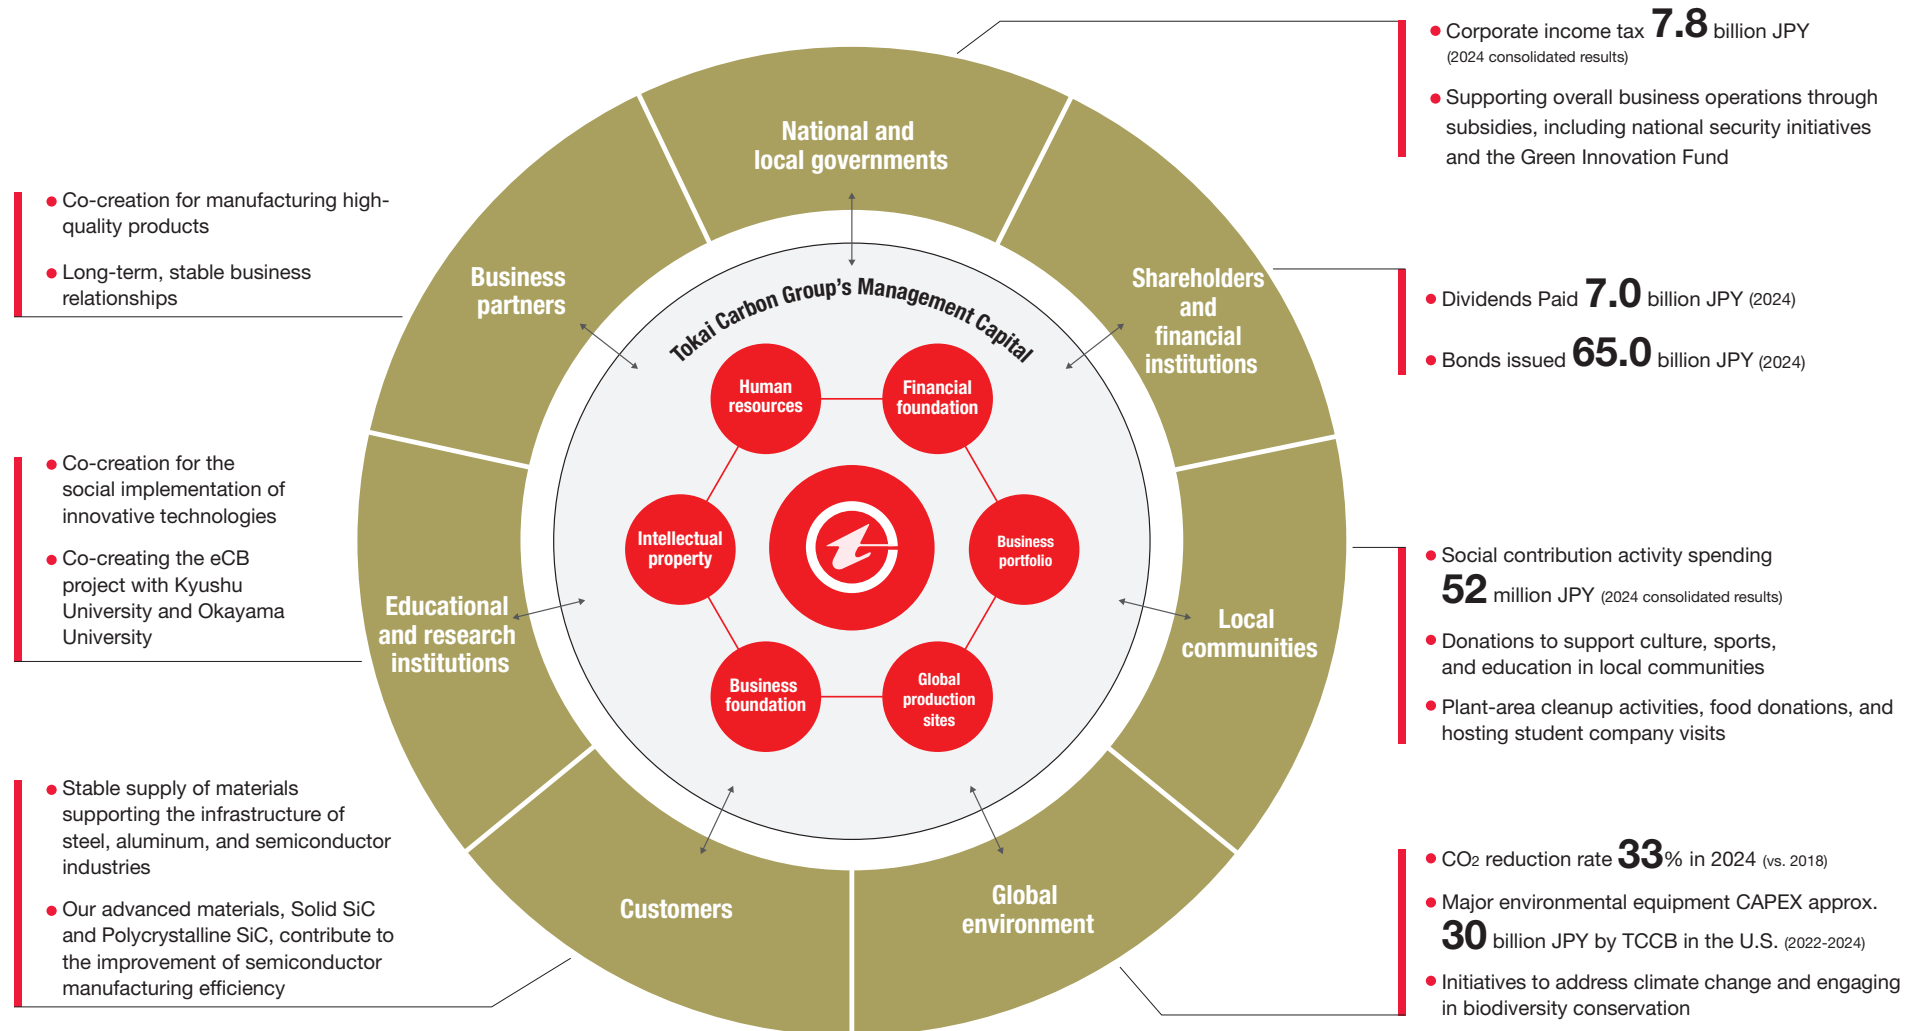 National and
local governments
• Corporate income tax 7.8 billion JPY
(2024 consolidated results)
• Supporting overall business operations through
subsidies, including national security initiatives
and the Green Innovation Fund
Business
partners
• Co-creation for manufacturing high-
quality products
• Long-term, stable business
relationships
Shareholders
and
financial
institutions
• Dividends Paid 7.0 billion JPY (2024)
• Bonds issued 65.0 billion JPY (2024)
Tokai Carbon Group's Management Capital
Human
resources
Financial
foundation
Intellectual
property
Business
portfolio
Business
foundation
Global
production
sites
Educational
and research
institutions
• Co-creation for the
social implementation of
innovative technologies
• Co-creating the eCB
project with Kyushu
University and Okayama
University
Local
communities
• Social contribution activity spending
52 million JPY (2024 consolidated results)
• Donations to support culture, sports,
and education in local communities
• Plant-area cleanup activities, food donations, and
hosting student company visits
Customers
• Stable supply of materials
supporting the infrastructure of
steel, aluminum, and semiconductor
industries
• Our advanced materials, Solid SiC
and Polycrystalline SiC, contribute to
the improvement of semiconductor
manufacturing efficiency
Global
environment
• CO2 reduction rate 33% in 2024 (vs. 2018)
• Major environmental equipment CAPEX approx.
30 billion JPY by TCCB in the U.S. (2022-2024)
• Initiatives to address climate change and engaging
in biodiversity conservation